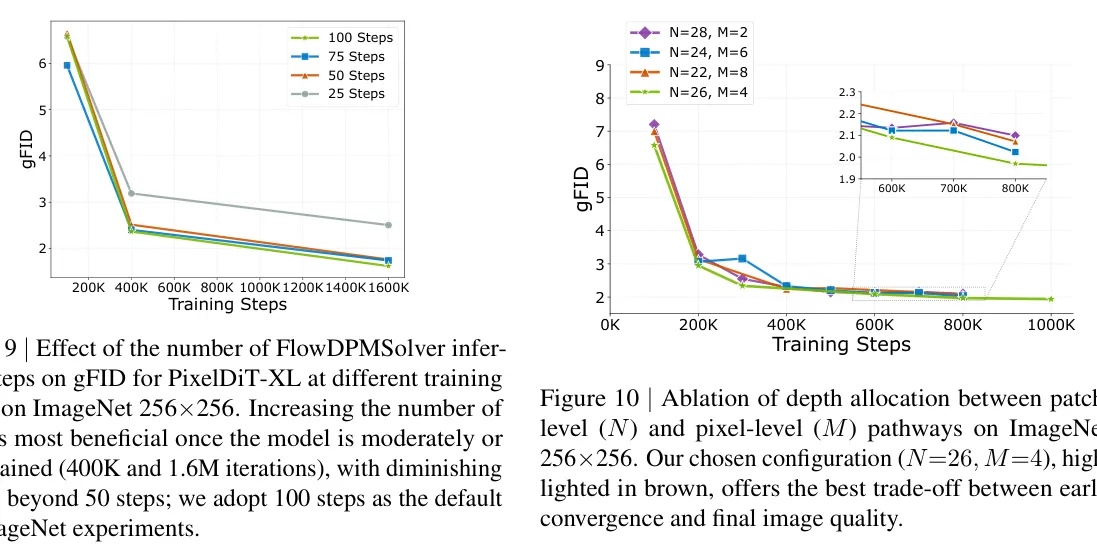 100 Steps
75 Steps
50 Steps
25 Steps
6
5
4
3
2
gFID
200K 400K 600K 800K 1000K 1200K 1400K 1600K
Training Steps
9 | Effect of the number of FlowDPMSolver infer-
teps on gFID for PixelDiT-XL at different training
on ImageNet 256×256. Increasing the number of
s most beneficial once the model is moderately or
ained (400K and 1.6M iterations), with diminishing
beyond 50 steps; we adopt 100 steps as the default
ageNet experiments.
N=28, M=2
N=24, M=6
N=22, M=8
N=26, M=4
9
8
7
6
5
4
3
2
gFID
2.3
2.2
2.1
2.0
1.9
600K 700K 800K
0K 200K 400K 600K 800K 1000K
Training Steps
Figure 10 | Ablation of depth allocation between patch
level (N) and pixel-level (M) pathways on ImageNe
256×256. Our chosen configuration (N=26, M=4), high
lighted in brown, offers the best trade-off between earl
convergence and final image quality.